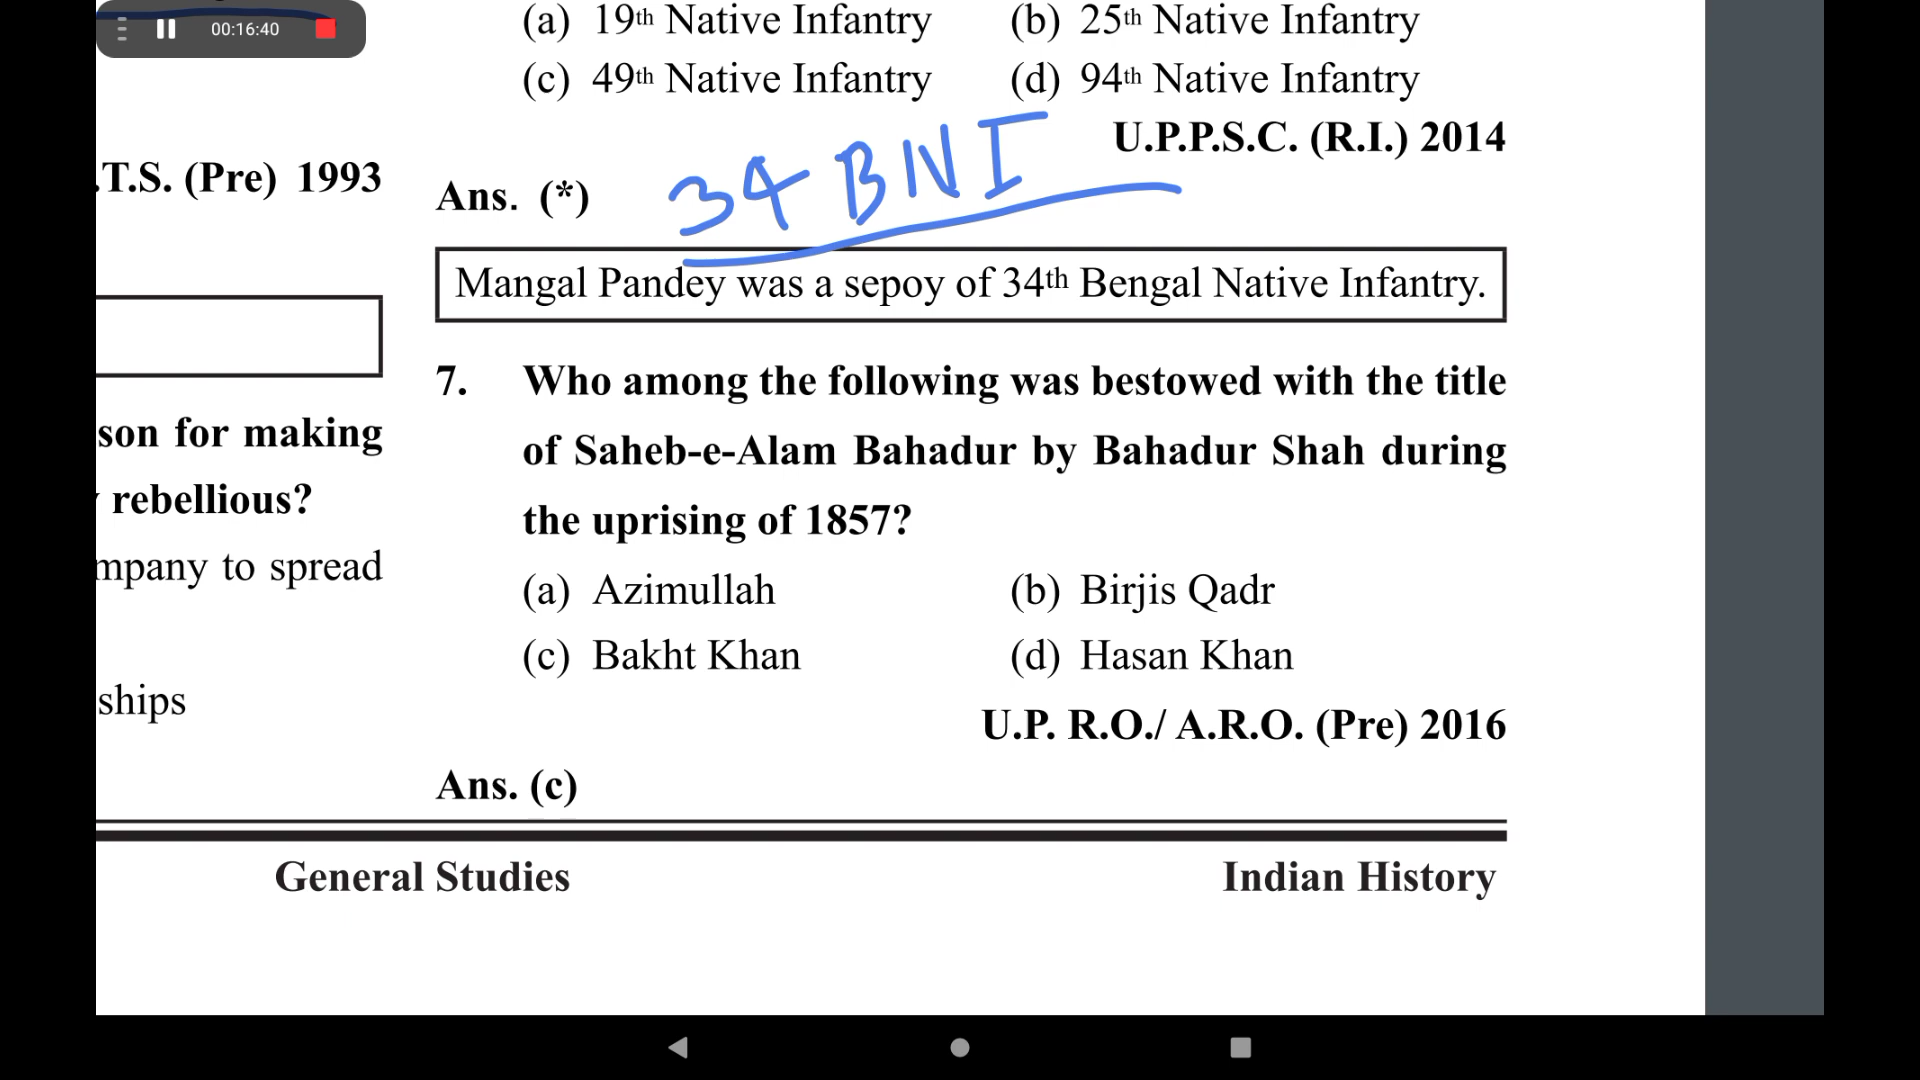 00:16:40
(a) 19th Native Infantry (b) 25th Native Infantry
(c) 49th Native Infantry (d) 94th Native Infantry
U.P.P.S.C. (R.I.) 2014
.T.S. (Pre) 1993
Ans. (*) 34 BNI
Mangal Pandey was a sepoy of 34th Bengal Native Infantry.
son for making
rebellious?
mpany to spread
ships
7. Who among the following was bestowed with the title
of Saheb-e-Alam Bahadur by Bahadur Shah during
the uprising of 1857?
(a) Azimullah (b) Birjis Qadr
(c) Bakht Khan (d) Hasan Khan
U.P. R.O./ A.R.O. (Pre) 2016
Ans. (c)
General Studies Indian History